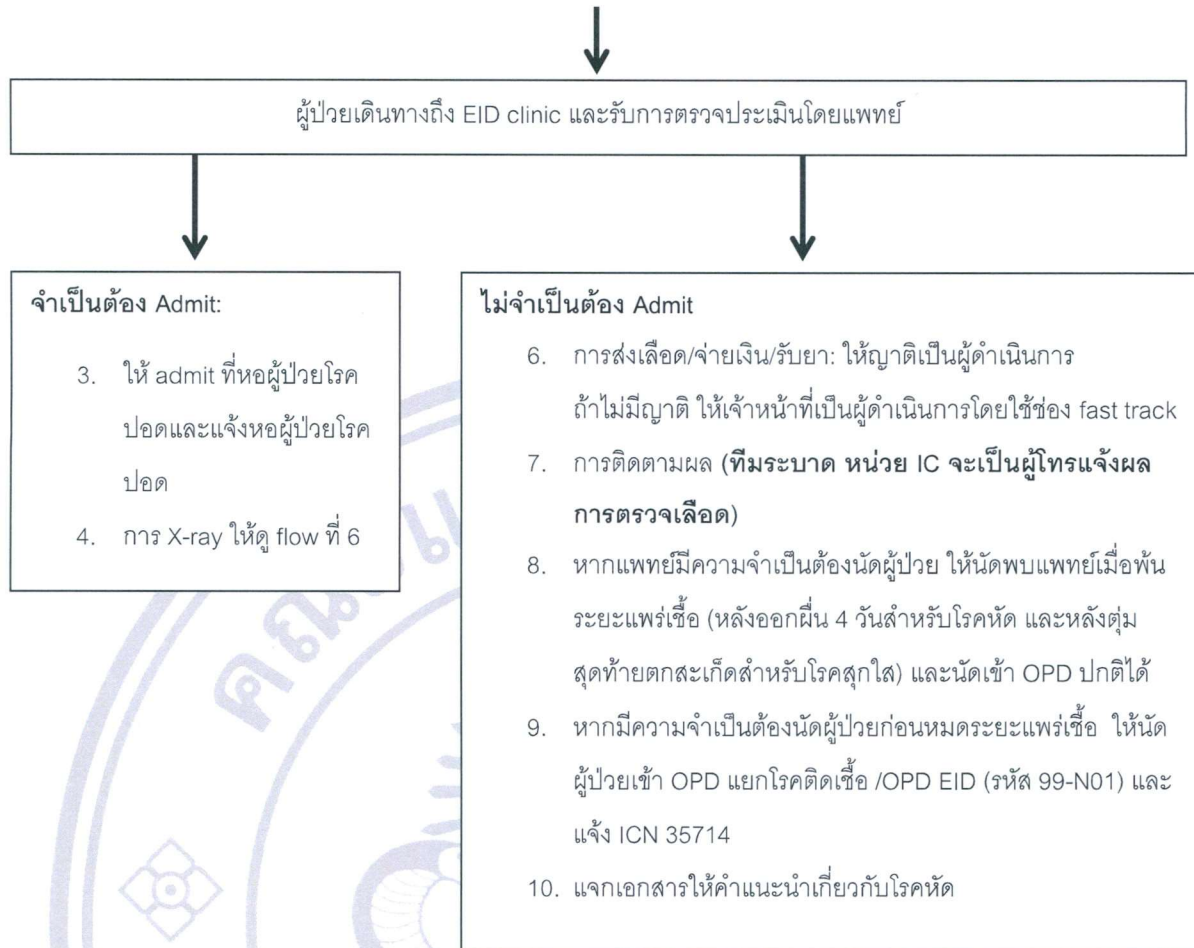 ผู้ป่วยเดินทางถึง EID clinic และรับการตรวจประเมินโดยแพทย์
จำเป็นต้อง Admit:
3. ให้ admit ที่หอผู้ป่วยโรค
ปอดและแจ้งหอผู้ป่วยโรค
ปอด
4. การ X-ray ให้ดู flow ที่ 6
ไม่จำเป็นต้อง Admit
6. การส่งเลือด/จ่ายเงิน/รับยา: ให้ญาติเป็นผู้ดำเนินการ
ถ้าไม่มีญาติ ให้เจ้าหน้าที่เป็นผู้ดำเนินการโดยใช้ช่อง fast track
7. การติดตามผล (ทีมระบาด หน่วย IC จะเป็นผู้โทรแจ้งผล
การตรวจเลือด)
8. หากแพทย์มีความจำเป็นต้องนัดผู้ป่วย ให้นัดพบแพทย์เมื่อพ้น
ระยะแพร่เชื้อ (หลังออกผื่น 4 วันสำหรับโรคหัด และหลังตุ่ม
สุดท้ายตกสะเก็ดสำหรับโรคสุกใส) และนัดเข้า OPD ปกติได้
9. หากมีความจำเป็นต้องนัดผู้ป่วยก่อนหมดระยะแพร่เชื้อ ให้นัด
ผู้ป่วยเข้า OPD แยกโรคติดเชื้อ /OPD EID (รหัส 99-N01) และ
แจ้ง ICN 35714
10. แจกเอกสารให้คำแนะนำเกี่ยวกับโรคหัด